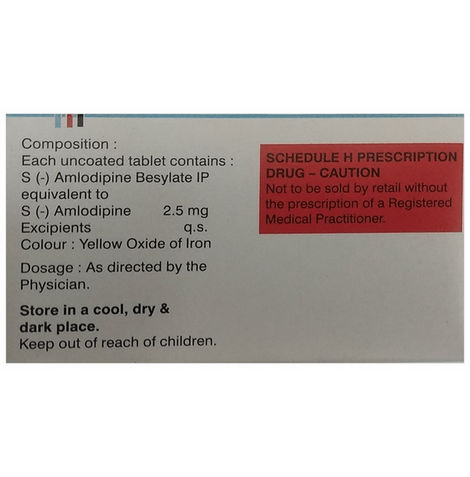 Composition :
Each uncoated tablet contains :
S (-) Amlodipine Besylate IP
equivalent to
S (-) Amlodipine 2.5 mg
Excipients q.s.
Colour : Yellow Oxide of Iron
Dosage : As directed by the
Physician.
Store in a cool, dry &
dark place.
Keep out of reach of children.
SCHEDULE H PRESCRIPTION
DRUG – CAUTION
Not to be sold by retail without
the prescription of a Registered
Medical Practitioner.